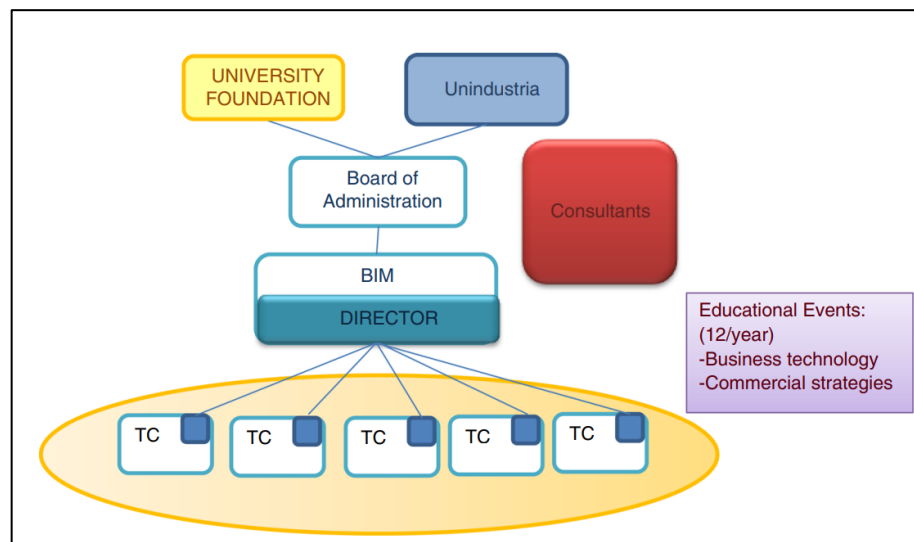 UNIVERSITY
FOUNDATION
Unindustria
Board of
Administration
Consultants
BIM
DIRECTOR
Educational Events:
(12/year)
-Business technology
-Commercial strategies
TC
TC
TC
TC
TC